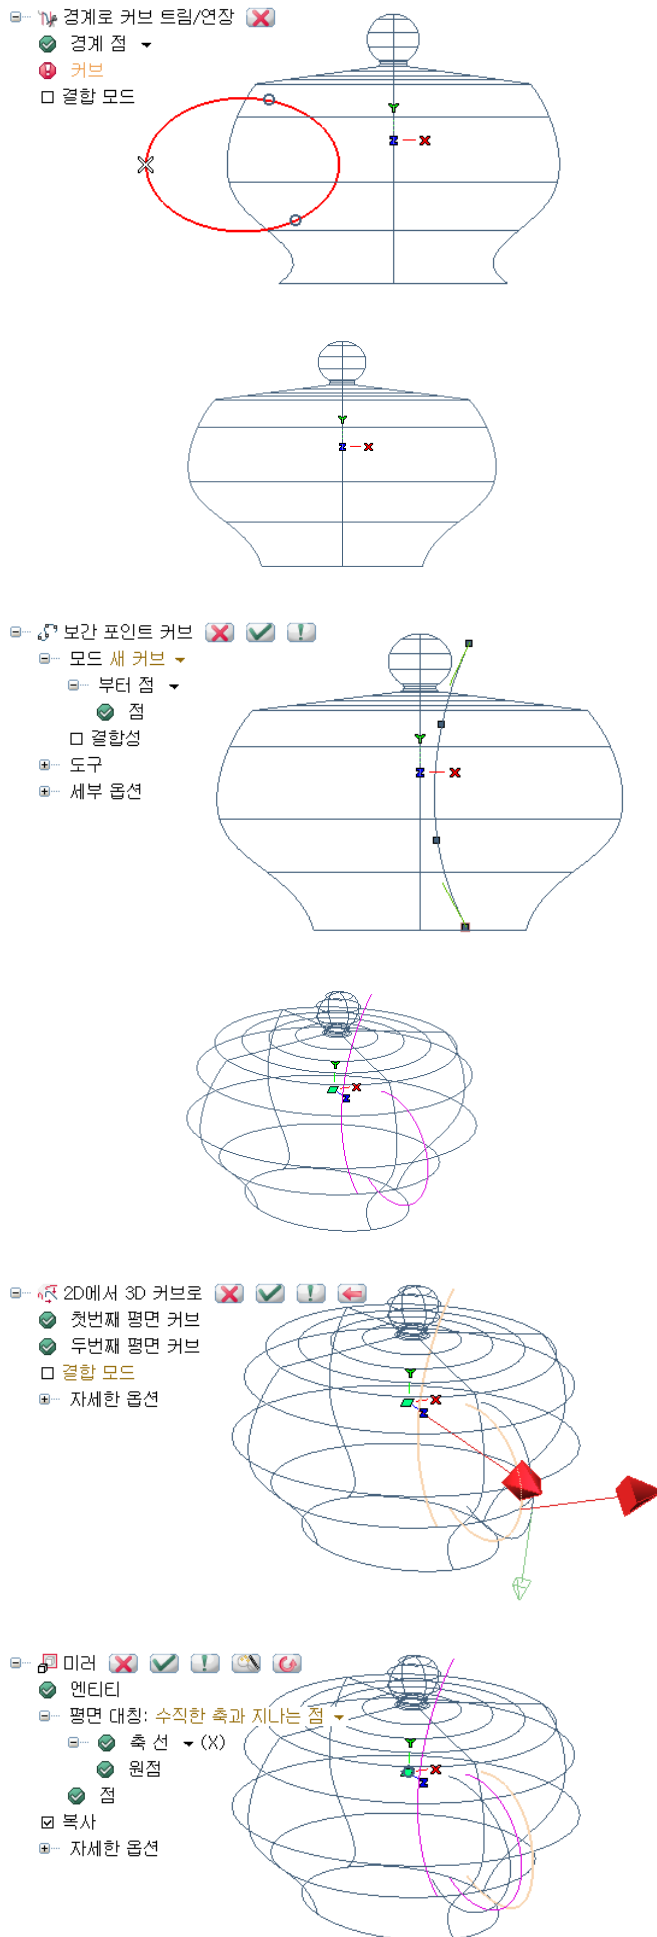 경계로 커브 트림/연장
경계 점
커브
결합 모드
Y
Z X
Y
Z X
보간 포인트 커브
모드 새 커브
부터 점
점
결합성
도구
세부 옵션
Y
Z X
Y
X
Z
2D에서 3D 커브로
첫번째 평면 커브
두번째 평면 커브
결합 모드
자세한 옵션
Y
X
Z
미러
엔티티
평면 대칭: 수직한 축과 지나는 점
축 선 (X)
원점
점
복사
자세한 옵션
Y
X
Z